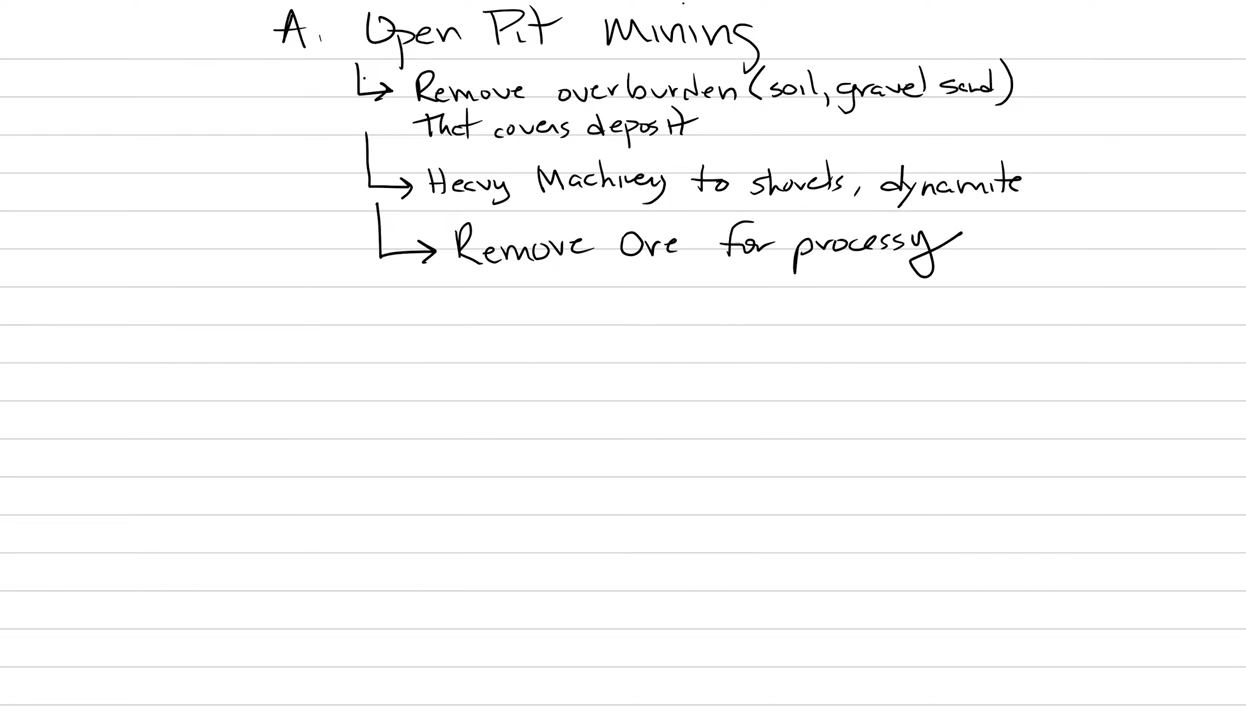 A. Open Pit Mining
↳ Remove overburden (soil, gravel sand)
that covers deposit
↳ Heavy Machinery to shovels, dynamite
↳ Remove Ore for processy